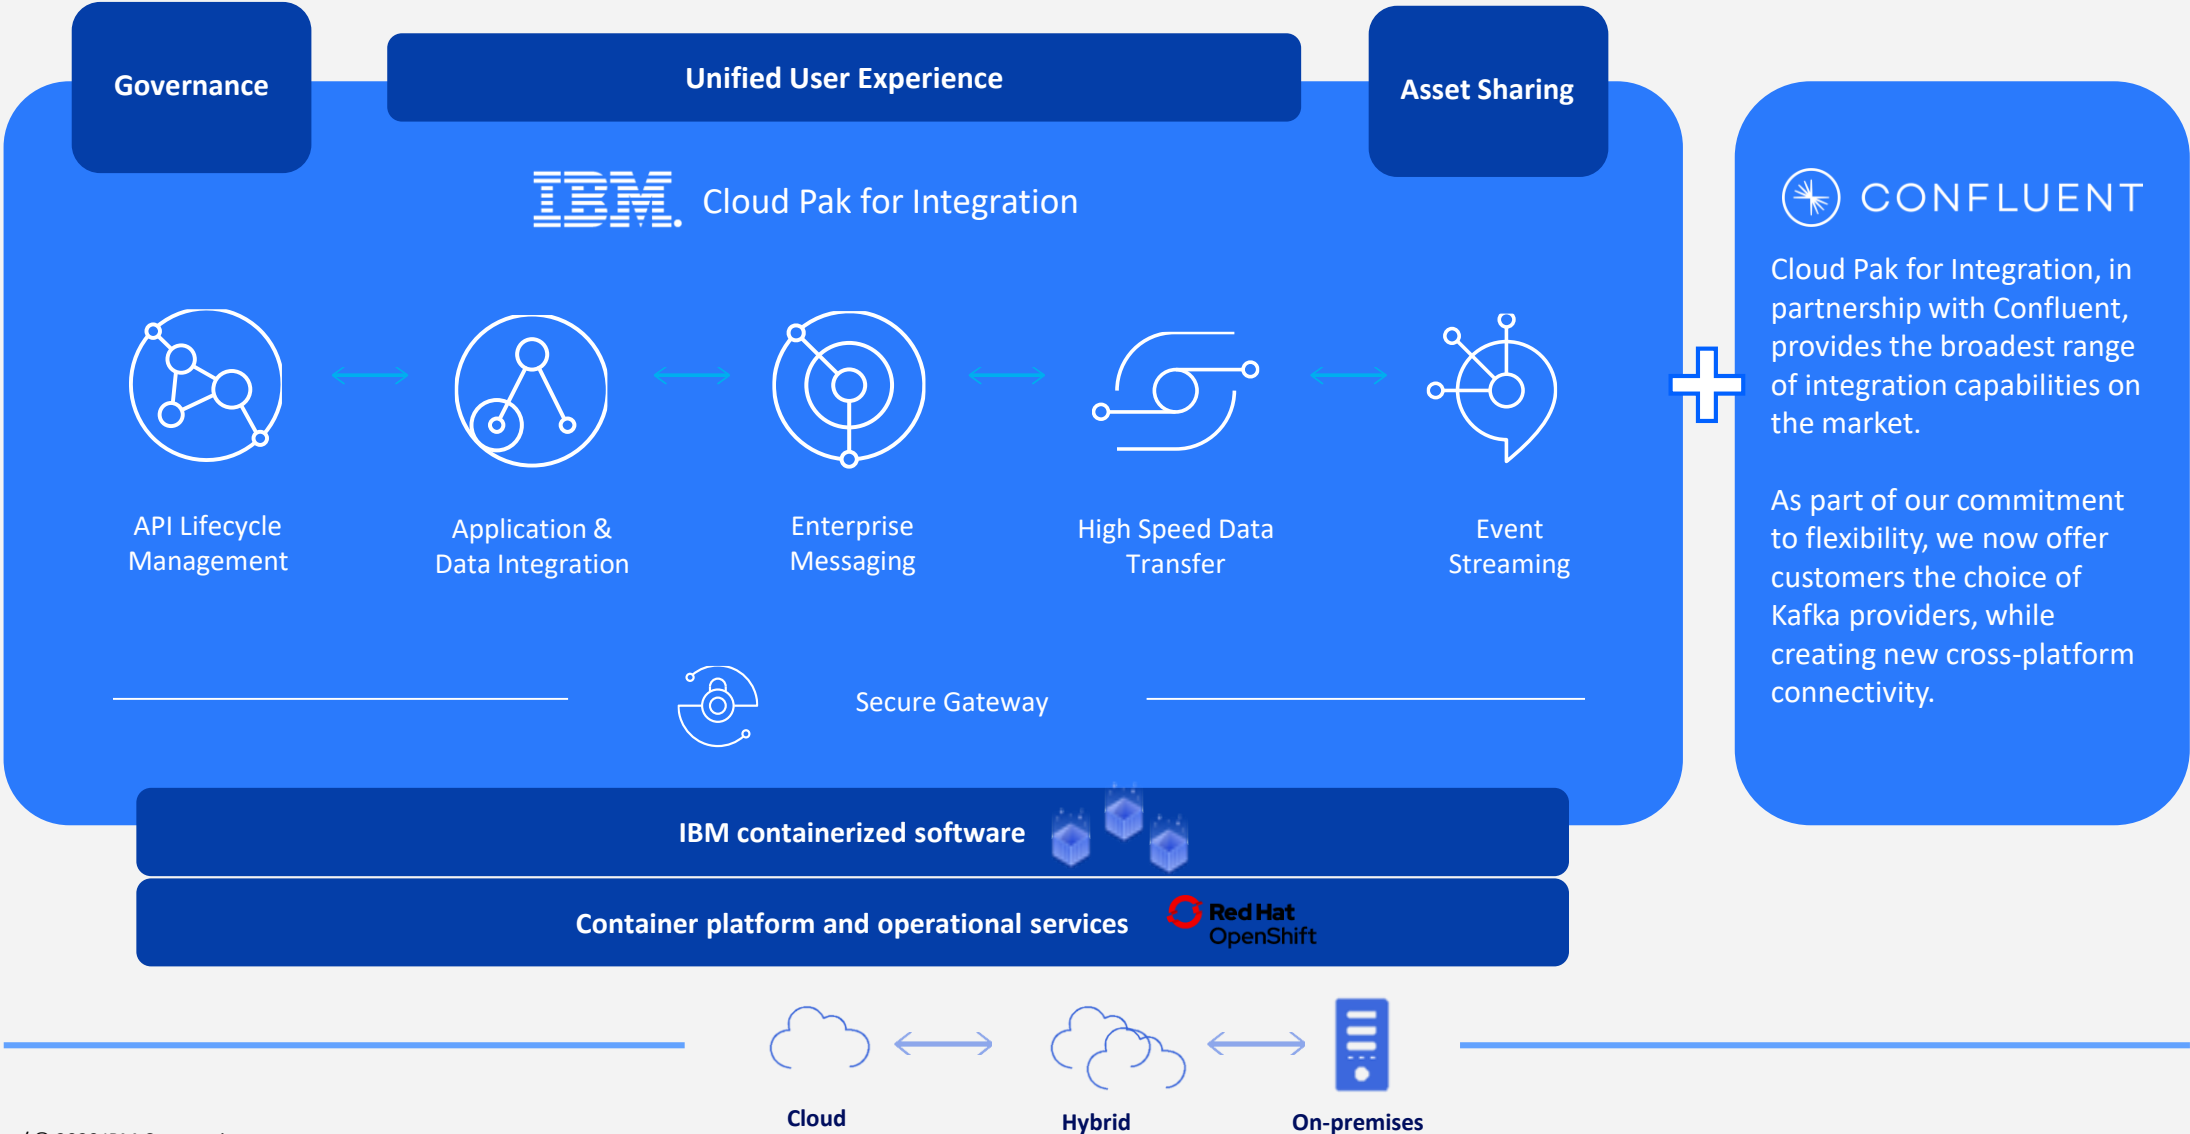 Governance
Unified User Experience
Asset Sharing
IBM. Cloud Pak for Integration
API Lifecycle
Management
Application &
Data Integration
Enterprise
Messaging
High Speed Data
Transfer
Event
Streaming
Secure Gateway
CONFLUENT
Cloud Pak for Integration, in
partnership with Confluent,
provides the broadest range
of integration capabilities on
the market.
As part of our commitment
to flexibility, we now offer
customers the choice of
Kafka providers, while
creating new cross-platform
connectivity.
IBM containerized software
Container platform and operational services
Red Hat
OpenShift
Cloud
Hybrid
On-premises